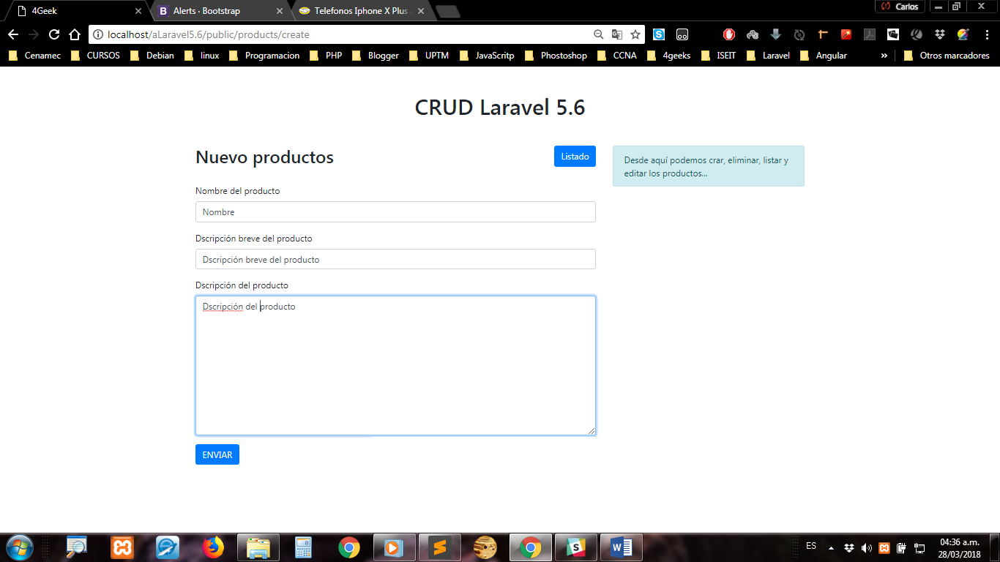 4Geek
Alerts · Bootstrap
Telefonos Iphone X Plus
Carlos
localhost/aLaravel5.6/public/products/create
Cenamec
CURSOS
Debian
linux
Programacion
PHP
Blogger
UPTM
JavaScritp
Phostoshop
CCNA
4geeks
ISEIT
Laravel
Angular
»
Otros marcadores
CRUD Laravel 5.6
Nuevo productos
Listado
Desde aquí podemos crar, eliminar, listar y
editar los productos...
Nombre del producto
Nombre
Dscripción breve del producto
Dscripción breve del producto
Dscripción del producto
Dscripción del producto
ENVIAR
ES
04:36 a.m.
28/03/2018